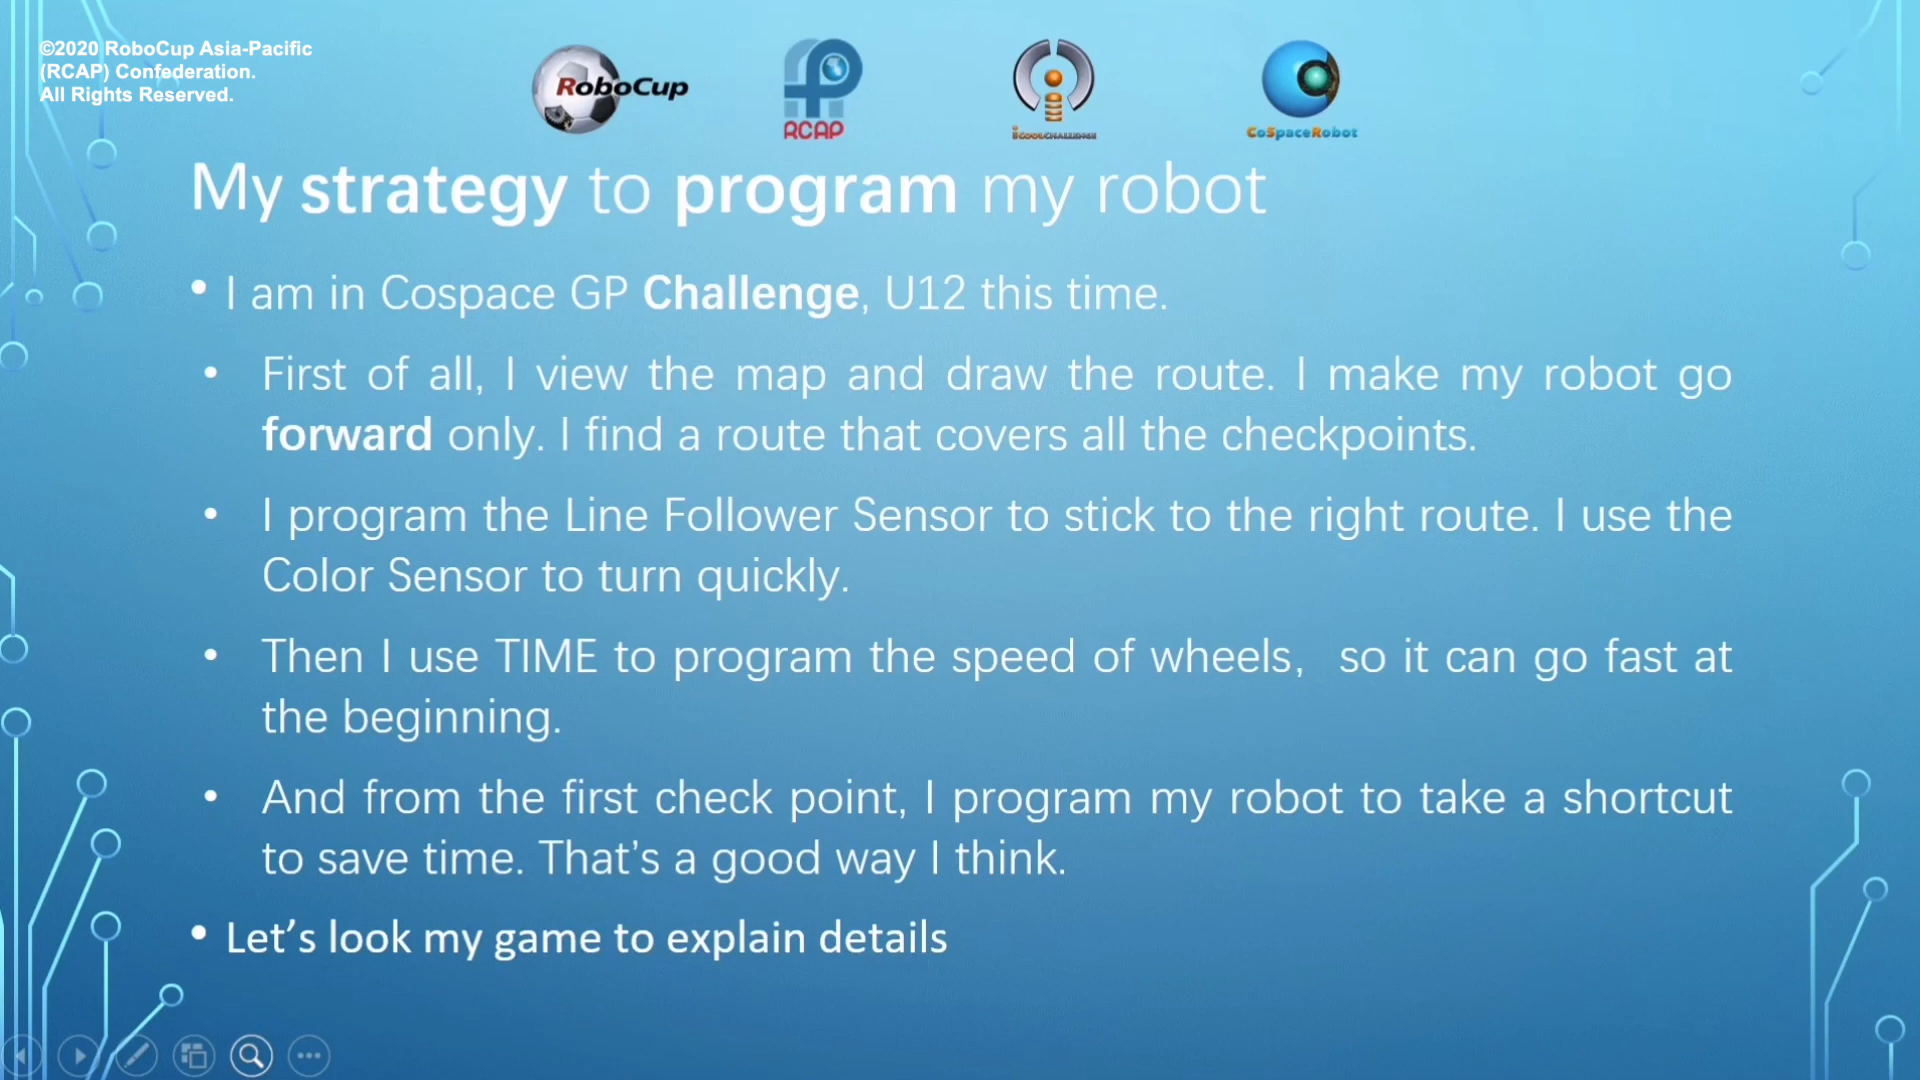 ©2020 RoboCup Asia-Pacific
(RCAP) Confederation.
All Rights Reserved.
RoboCup
RCAP
iCOOLCHALLENGE
CoSpaceRobot
My strategy to program my robot
• I am in Cospace GP Challenge, U12 this time.
• First of all, I view the map and draw the route. I make my robot go
forward only. I find a route that covers all the checkpoints.
• I program the Line Follower Sensor to stick to the right route. I use the
Color Sensor to turn quickly.
• Then I use TIME to program the speed of wheels,  so it can go fast at
the beginning.
• And from the first check point, I program my robot to take a shortcut
to save time. That’s a good way I think.
• Let’s look my game to explain details